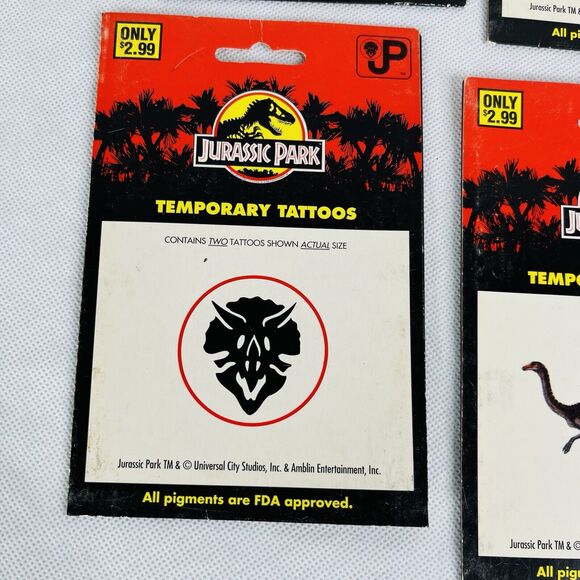 ONLY
$2.99
JP
JURASSIC PARK
TEMPORARY TATTOOS
CONTAINS TWO TATTOOS SHOWN ACTUAL SIZE
Jurassic Park TM & © Universal City Studios, Inc. & Amblin Entertainment, Inc.
All pigments are FDA approved.
Jurassic Park TM &
All pi
ONLY
$2.99
JU
TEMPO
Jurassic Park TM & ©
All pig